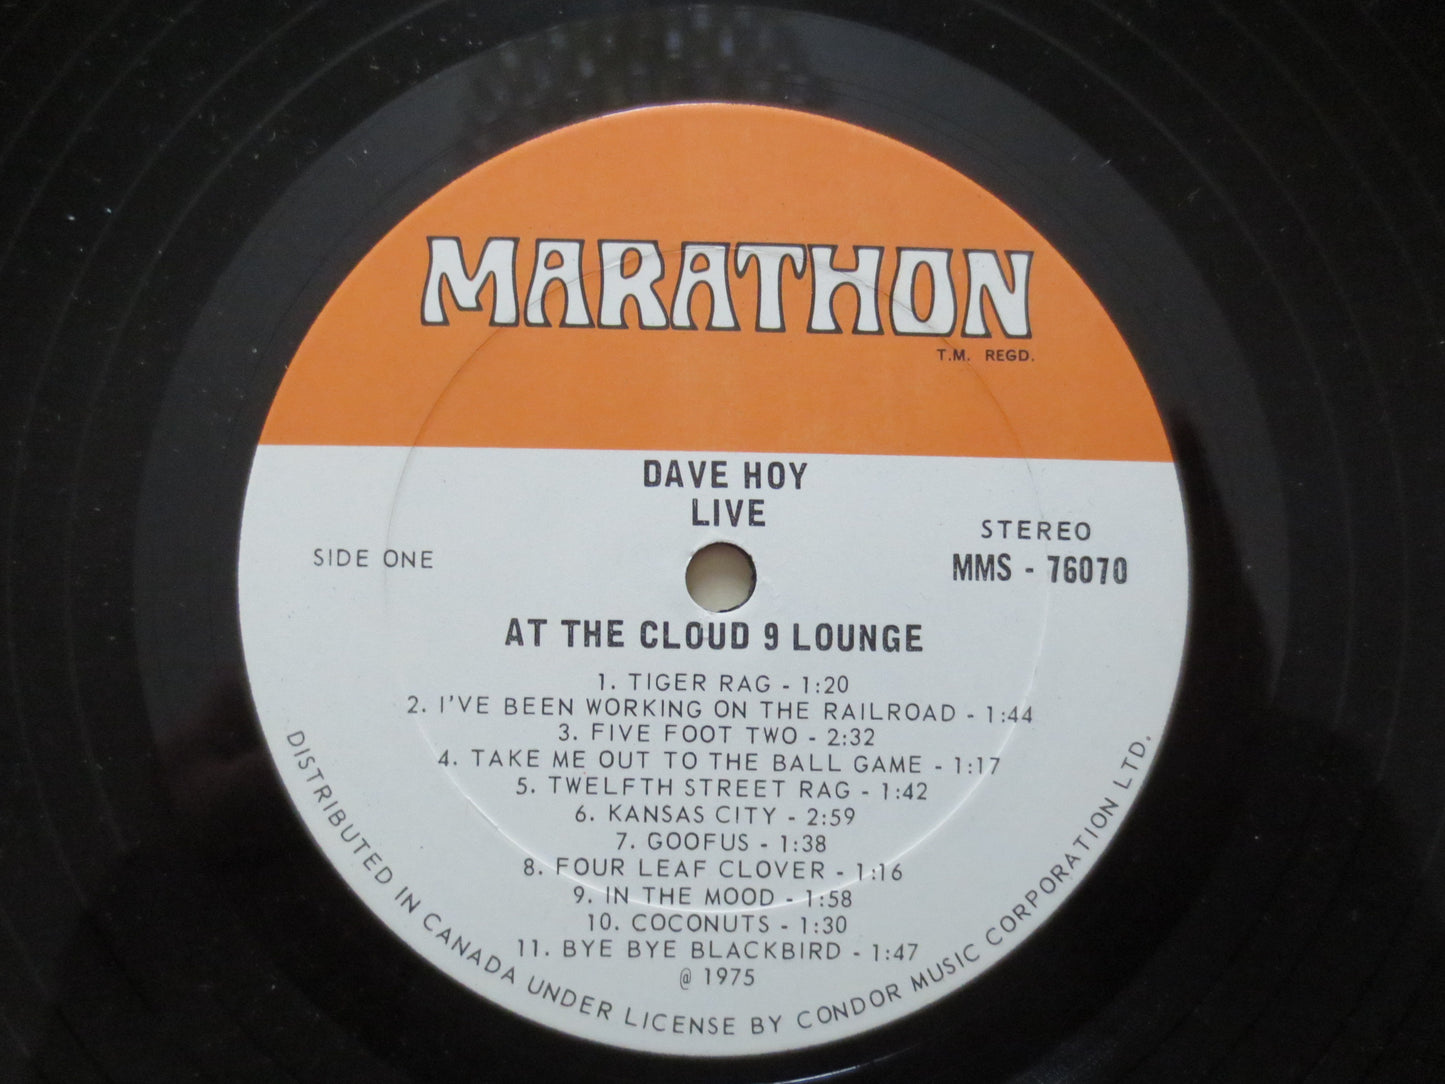 MARATHON
T.M. REGD.
DAVE HOY
LIVE
SIDE ONE
STEREO
MMS - 76070
AT THE CLOUD 9 LOUNGE
1. TIGER RAG - 1:20
2. I'VE BEEN WORKING ON THE RAILROAD - 1:44
3. FIVE FOOT TWO - 2:32
4. TAKE ME OUT TO THE BALL GAME - 1:17
5. TWELFTH STREET RAG - 1:42
6. KANSAS CITY - 2:59
7. GOOFUS - 1:38
8. FOUR LEAF CLOVER - 1:16
9. IN THE MOOD - 1:58
10. COCONUTS - 1:30
11. BYE BYE BLACKBIRD - 1:47
@ 1975
DISTRIBUTED IN CANADA UNDER LICENSE BY CONDOR MUSIC CORPORATION LTD.